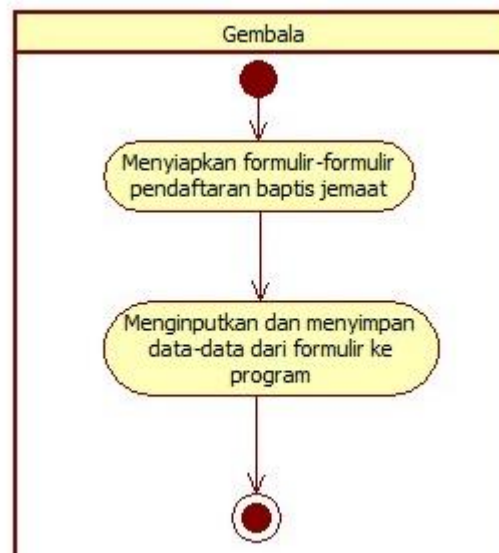 Gembala
Menyiapkan formulir-formulir
pendaftaran baptis jemaat
Menginputkan dan menyimpan
data-data dari formulir ke
program